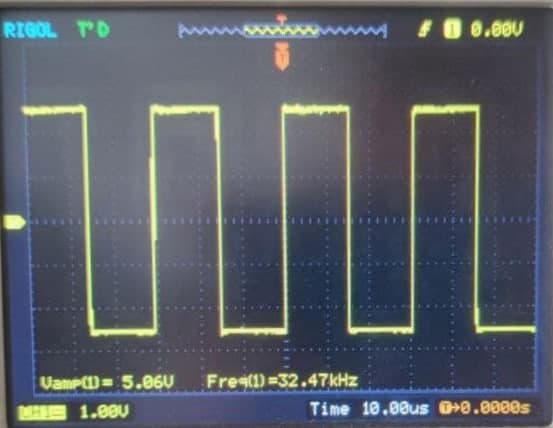 RIGOL T'D 1 0.00V
Vamp(1)= 5.06V Freq(1)=32.47kHz
1.00V Time 10.00us 0.0000s